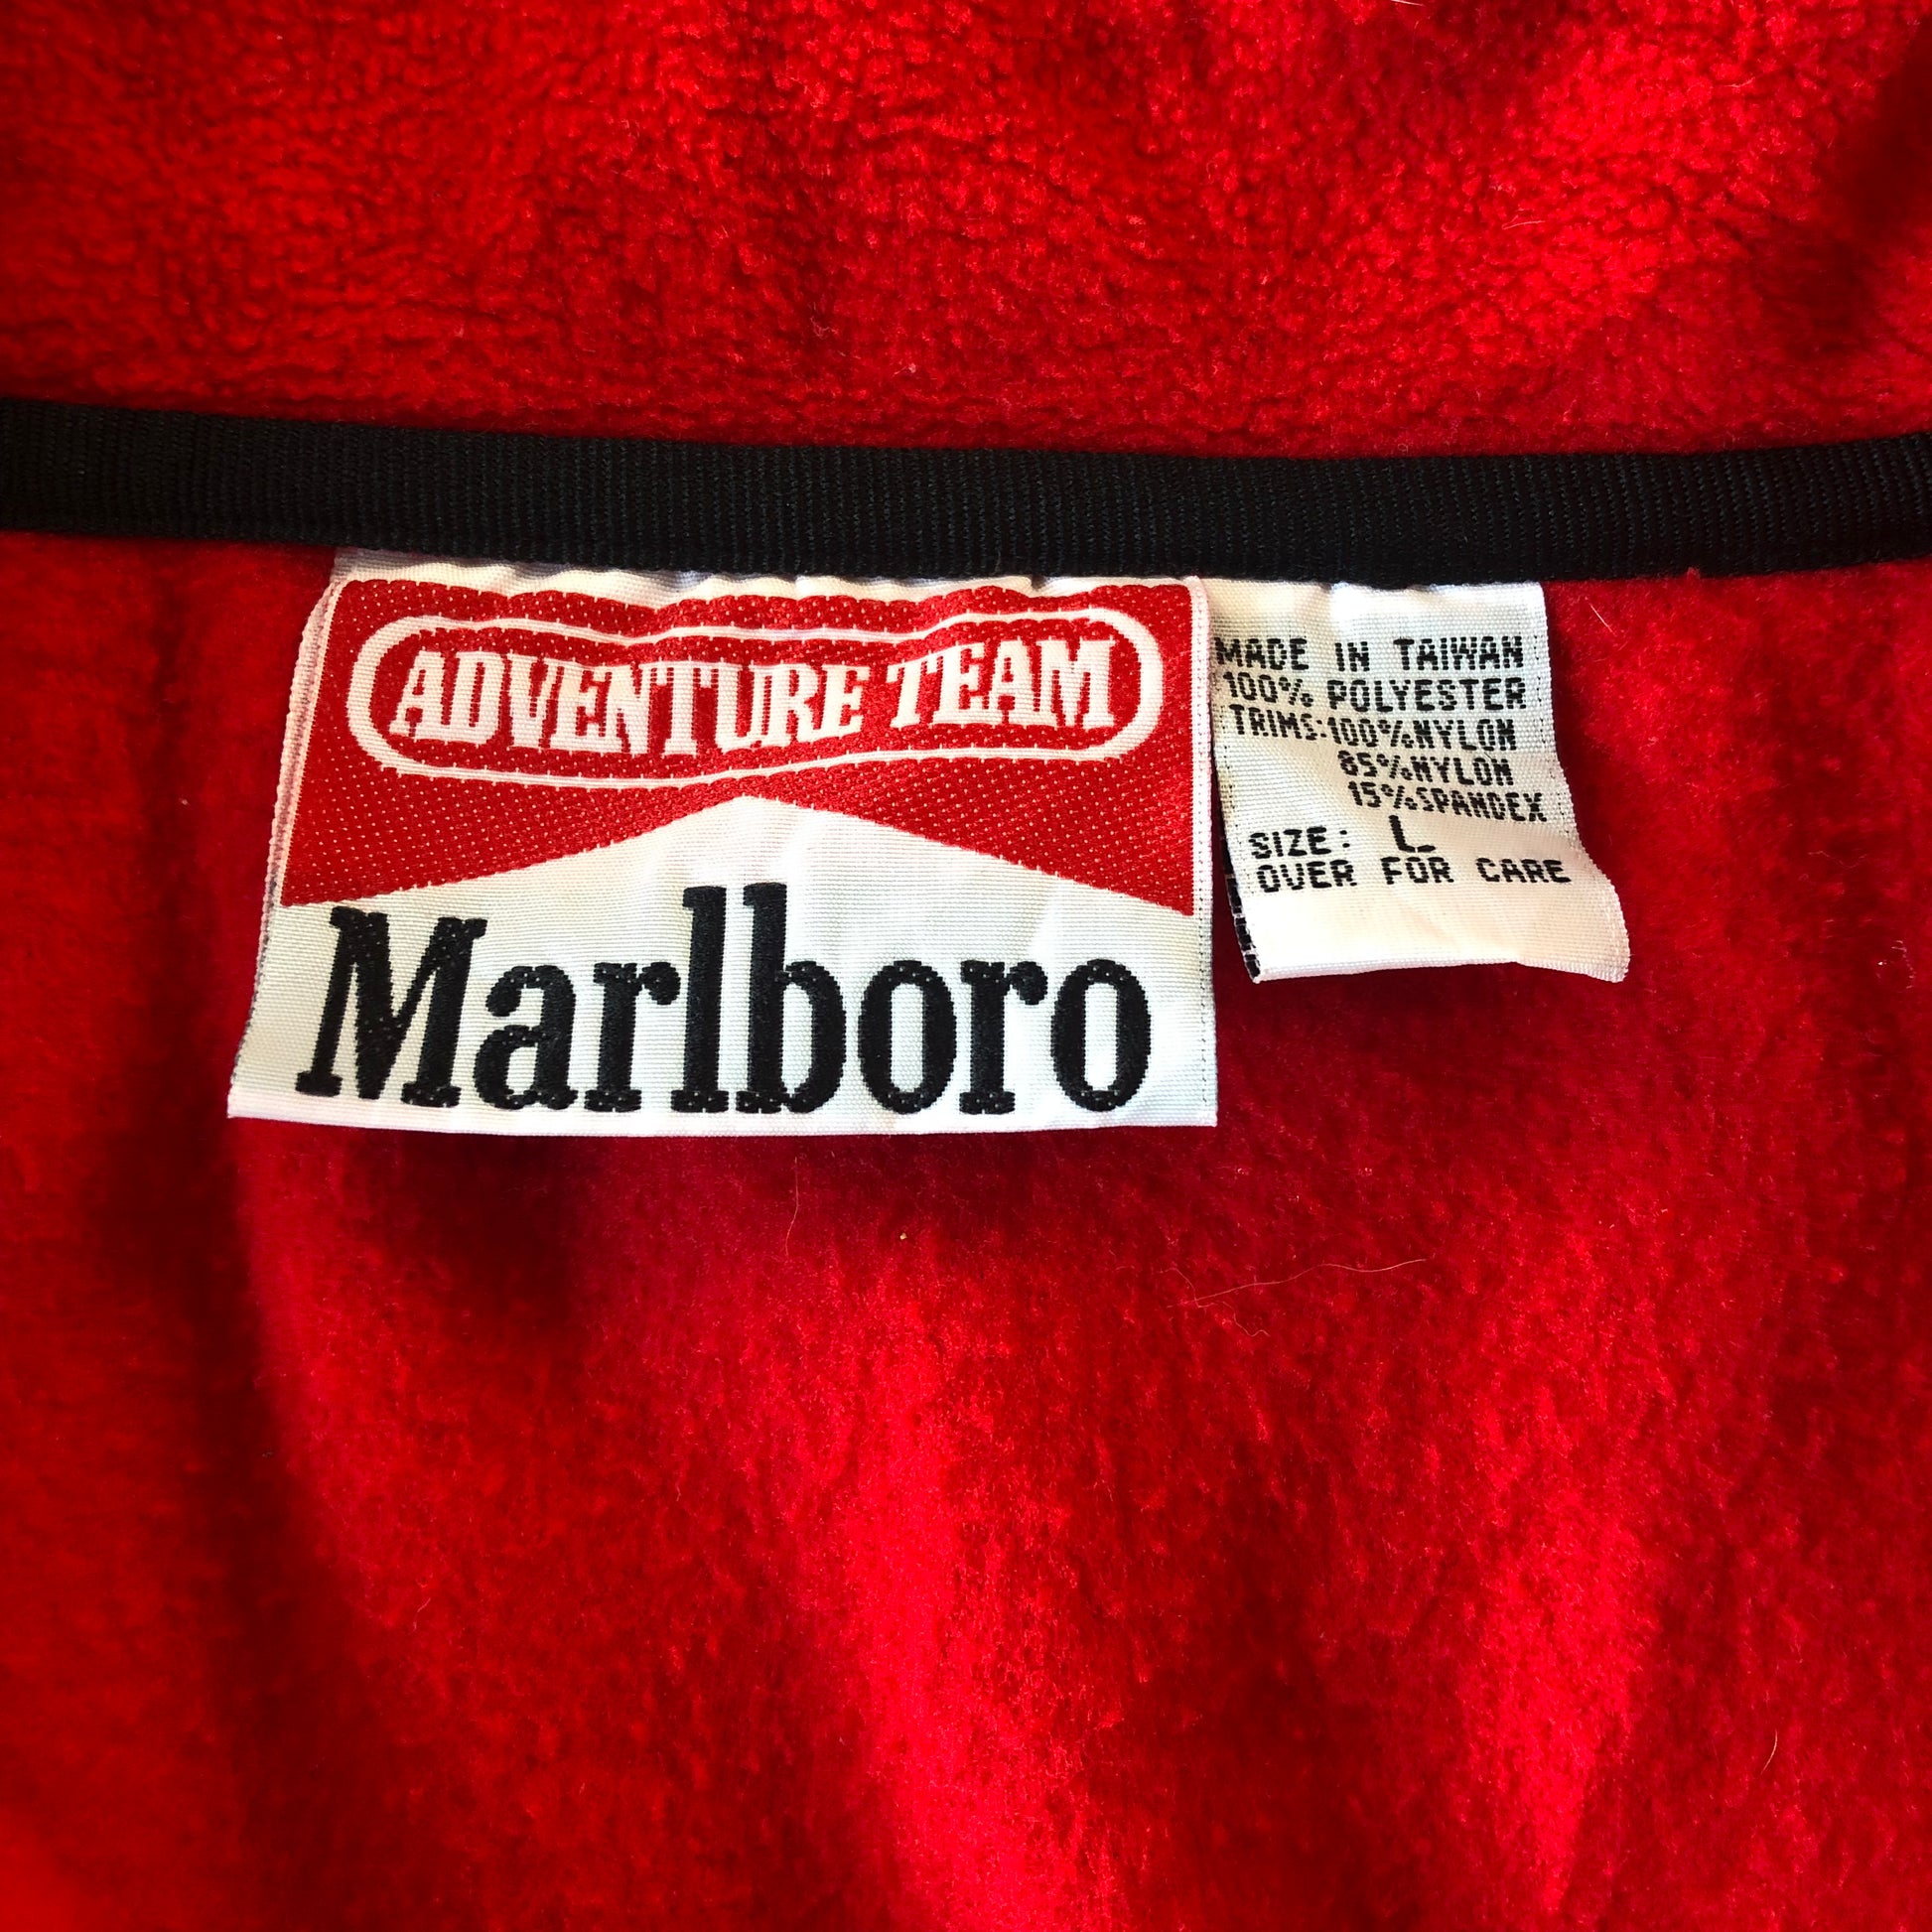 ADVENTURE TEAM
Marlboro
MADE IN TAIWAN
100% POLYESTER
TRIMS:100%NYLON
85%NYLON
15%SPANDEX
SIZE: L
OVER FOR CARE